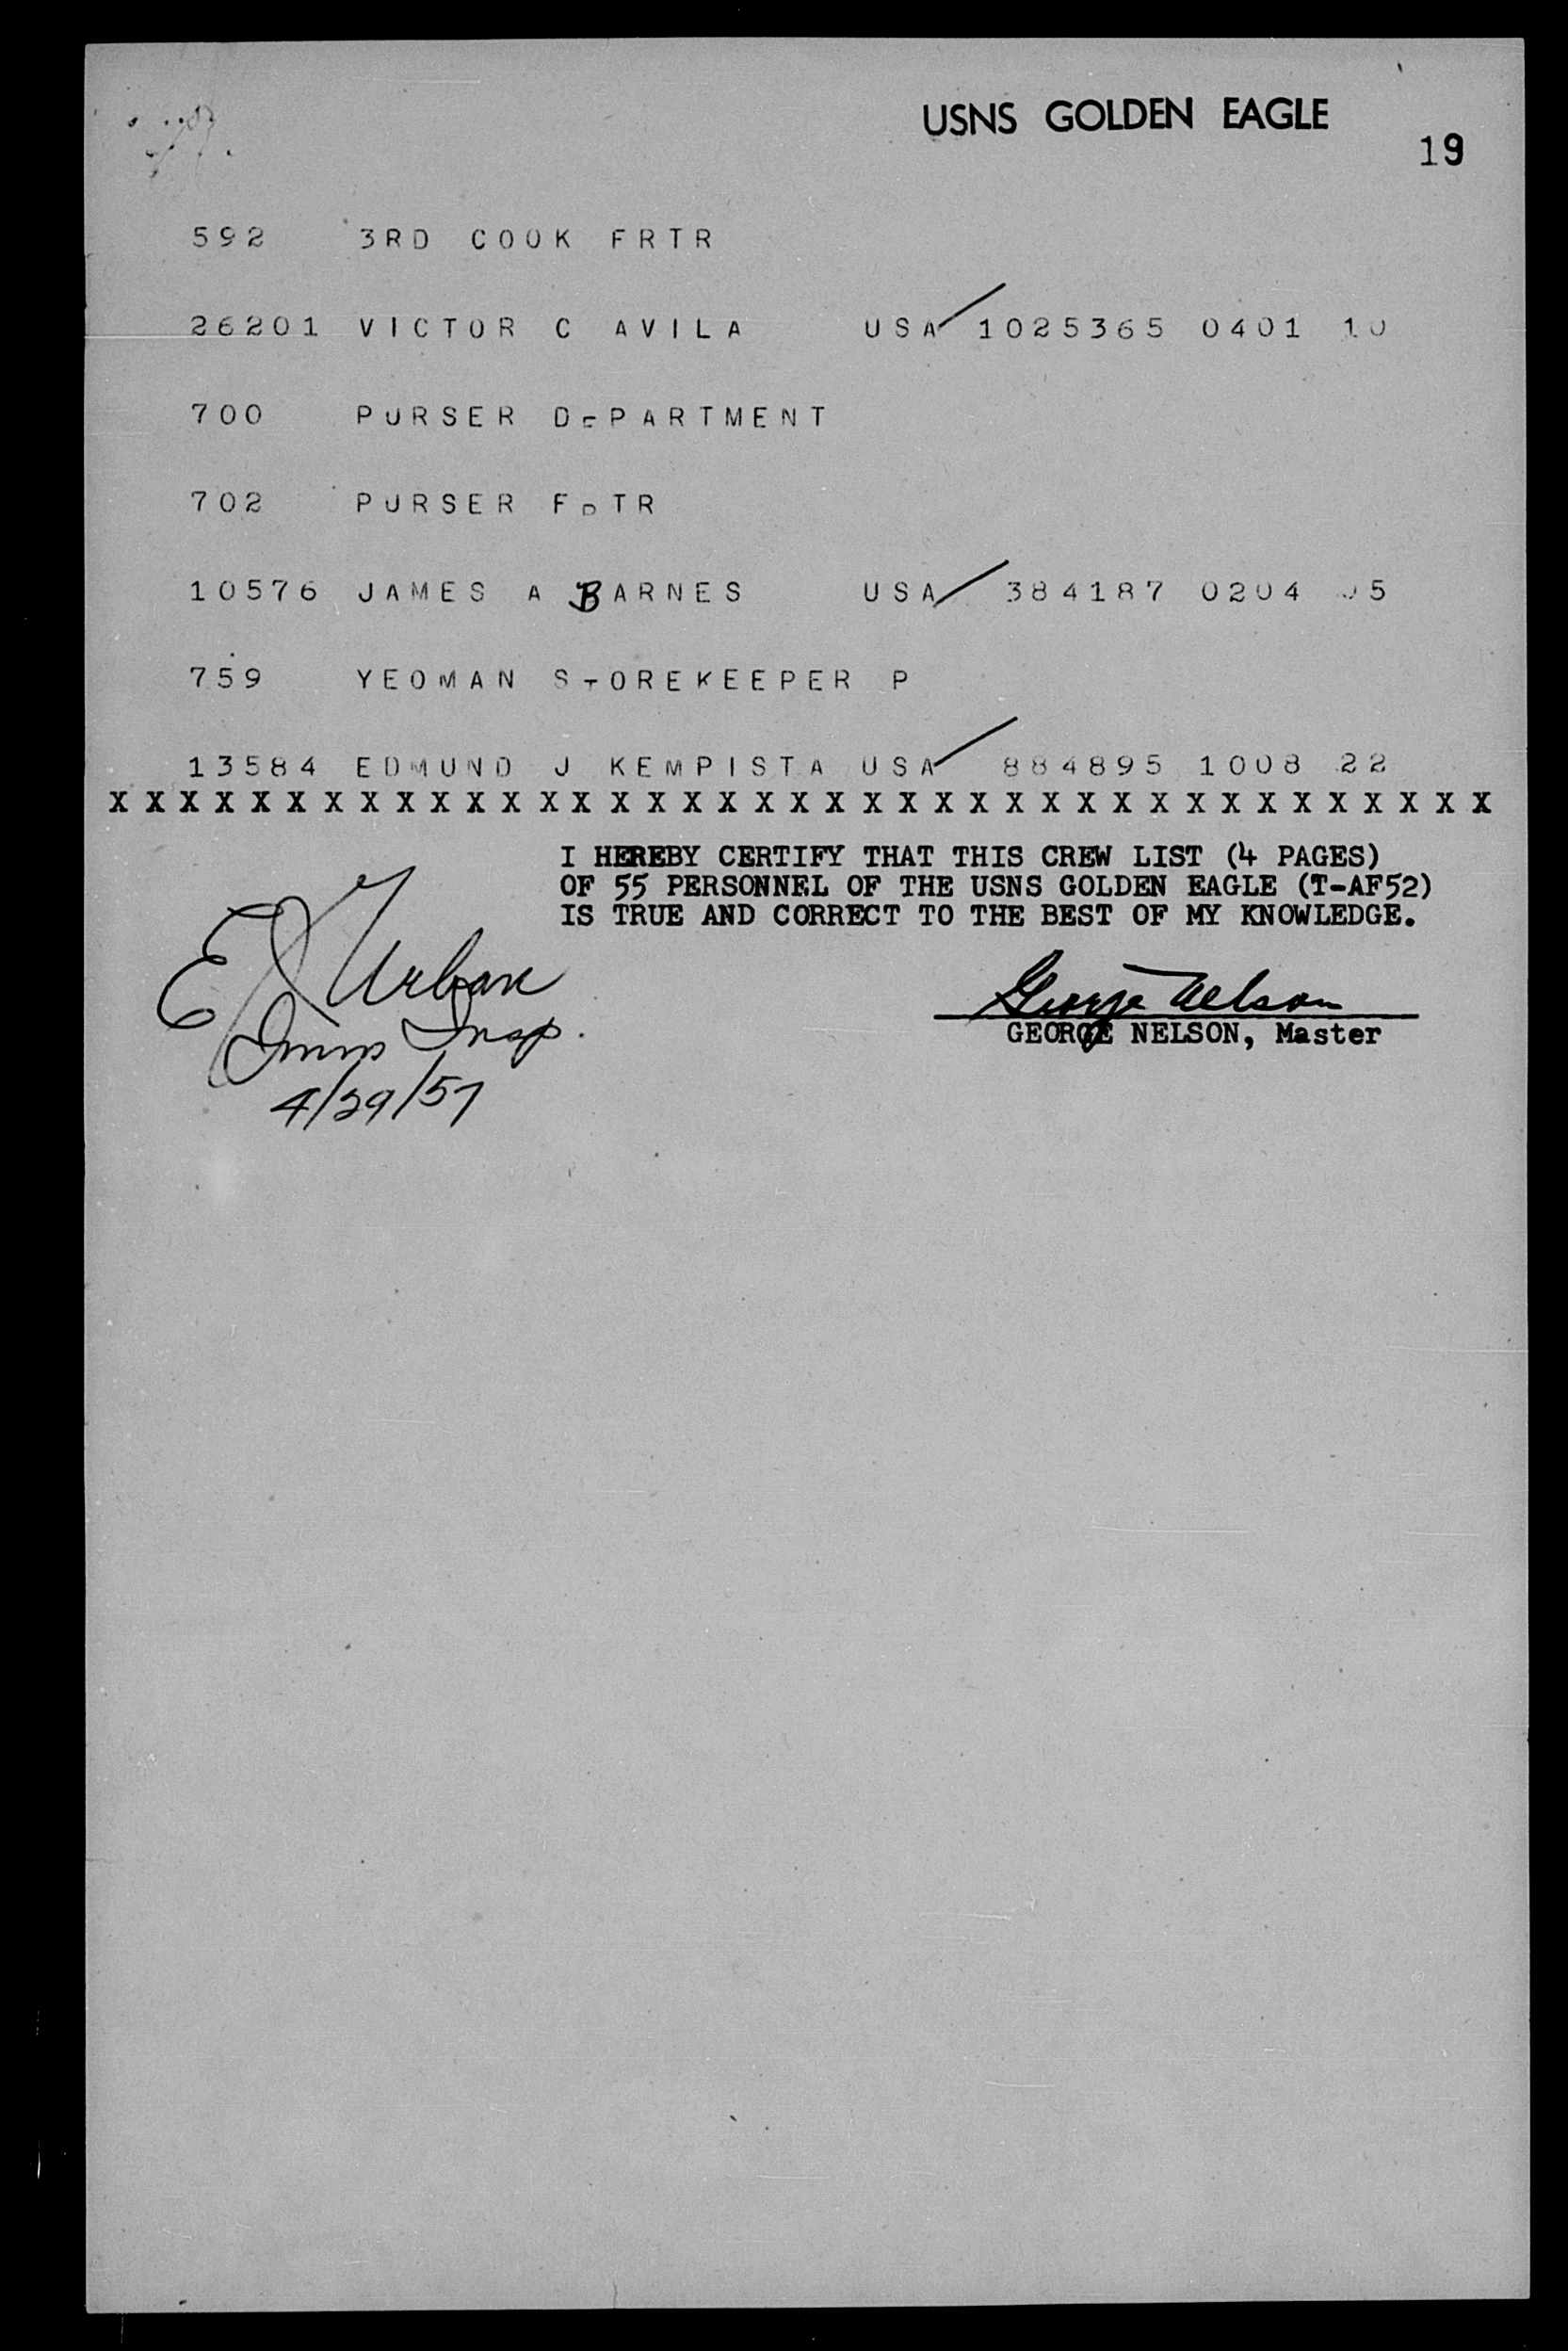 USNS GOLDEN EAGLE
19
592 3RD COOK FRTR
26201 VICTOR C AVILA USA 1025365 0401 10
700 PURSER DEPARTMENT
702 PURSER FRTR
10576 JAMES A BARNES USA 384187 0204 05
759 YEOMAN STOREKEEPER P
13584 EDMUND J KEMPISTA USA 884895 1008 22
X X X X X X X X X X X X X X X X X X X X X X X X X X X X X X X X X X X X X X X
I HEREBY CERTIFY THAT THIS CREW LIST (4 PAGES)
OF 55 PERSONNEL OF THE USNS GOLDEN EAGLE (T-AF52)
IS TRUE AND CORRECT TO THE BEST OF MY KNOWLEDGE.
E J Urban
Imm Insp.
4/29/57
George Nelson
GEORGE NELSON, Master